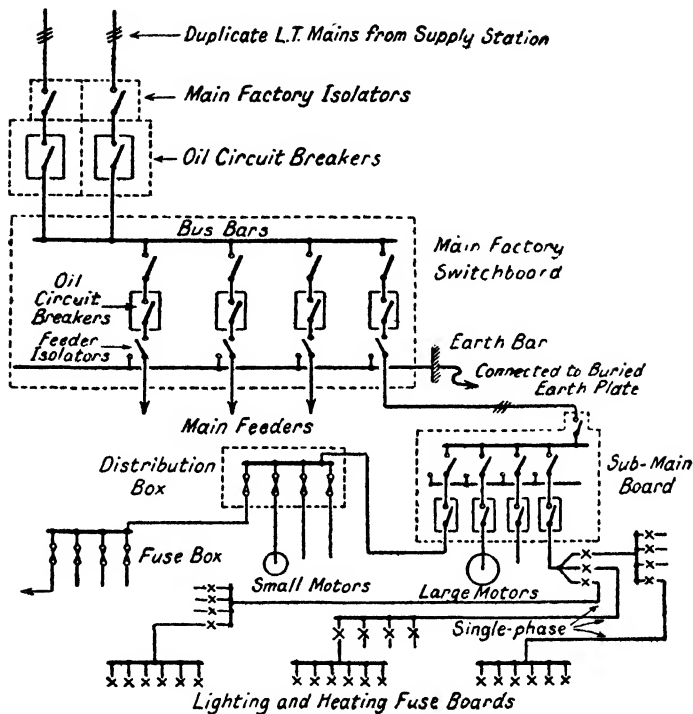 Duplicate L.T. Mains from Supply Station
Main Factory Isolators
Oil Circuit Breakers
Bus Bars
Main Factory
Switchboard
Oil
Circuit
Breakers
Feeder
Isolators
Earth Bar
Connected to Buried
Earth Plate
Main Feeders
Distribution
Box
Sub-Main
Board
Fuse Box
Small Motors
Large Motors
Single-phase
Lighting and Heating Fuse Boards